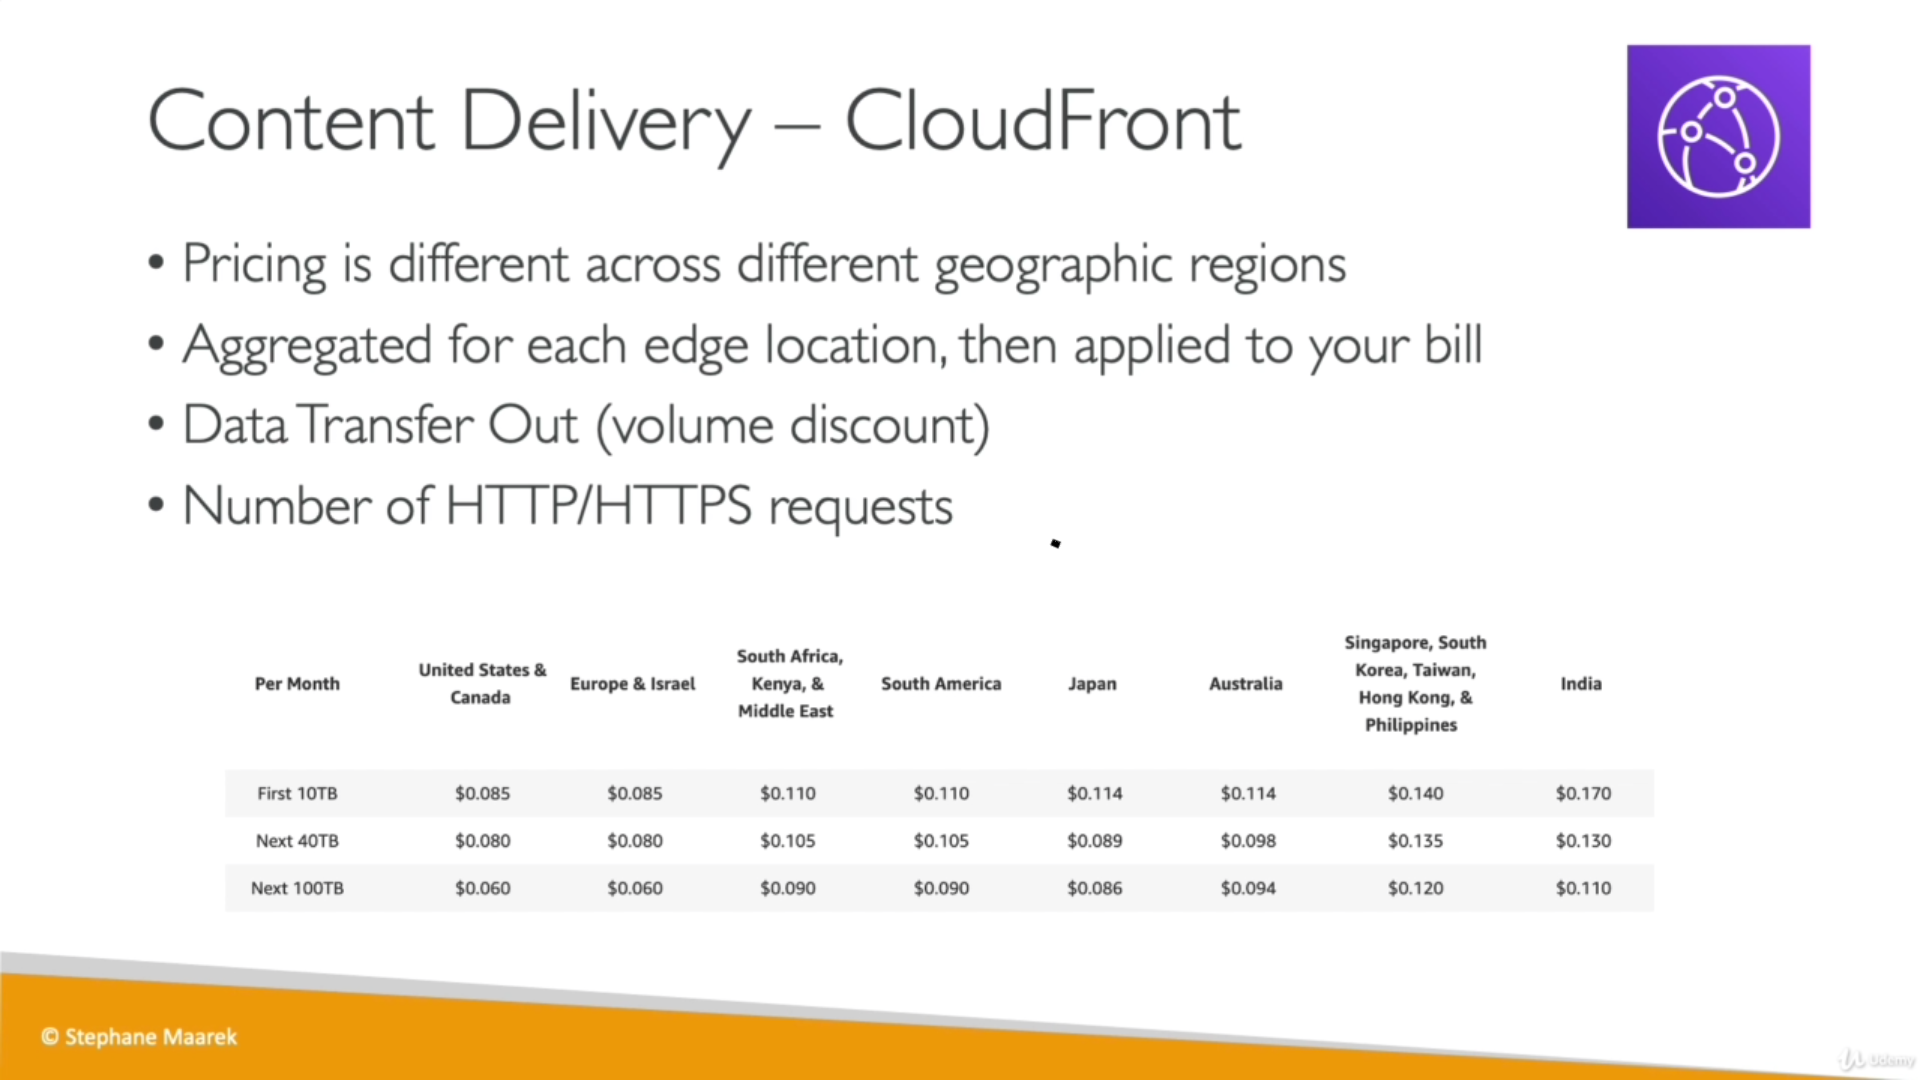 Content Delivery – CloudFront
• Pricing is different across different geographic regions
• Aggregated for each edge location, then applied to your bill
• Data Transfer Out (volume discount)
• Number of HTTP/HTTPS requests
Per Month United States & Canada Europe & Israel South Africa, Kenya, & Middle East South America Japan Australia Singapore, South Korea, Taiwan, Hong Kong, & Philippines India
First 10TB $0.085 $0.085 $0.110 $0.110 $0.114 $0.114 $0.140 $0.170
Next 40TB $0.080 $0.080 $0.105 $0.105 $0.089 $0.098 $0.135 $0.130
Next 100TB $0.060 $0.060 $0.090 $0.090 $0.086 $0.094 $0.120 $0.110
© Stephane Maarek
Udemy